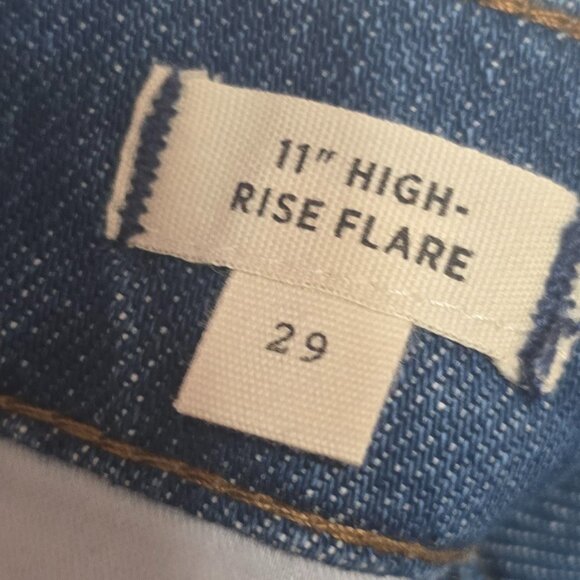 11" HIGH-
RISE FLARE
29